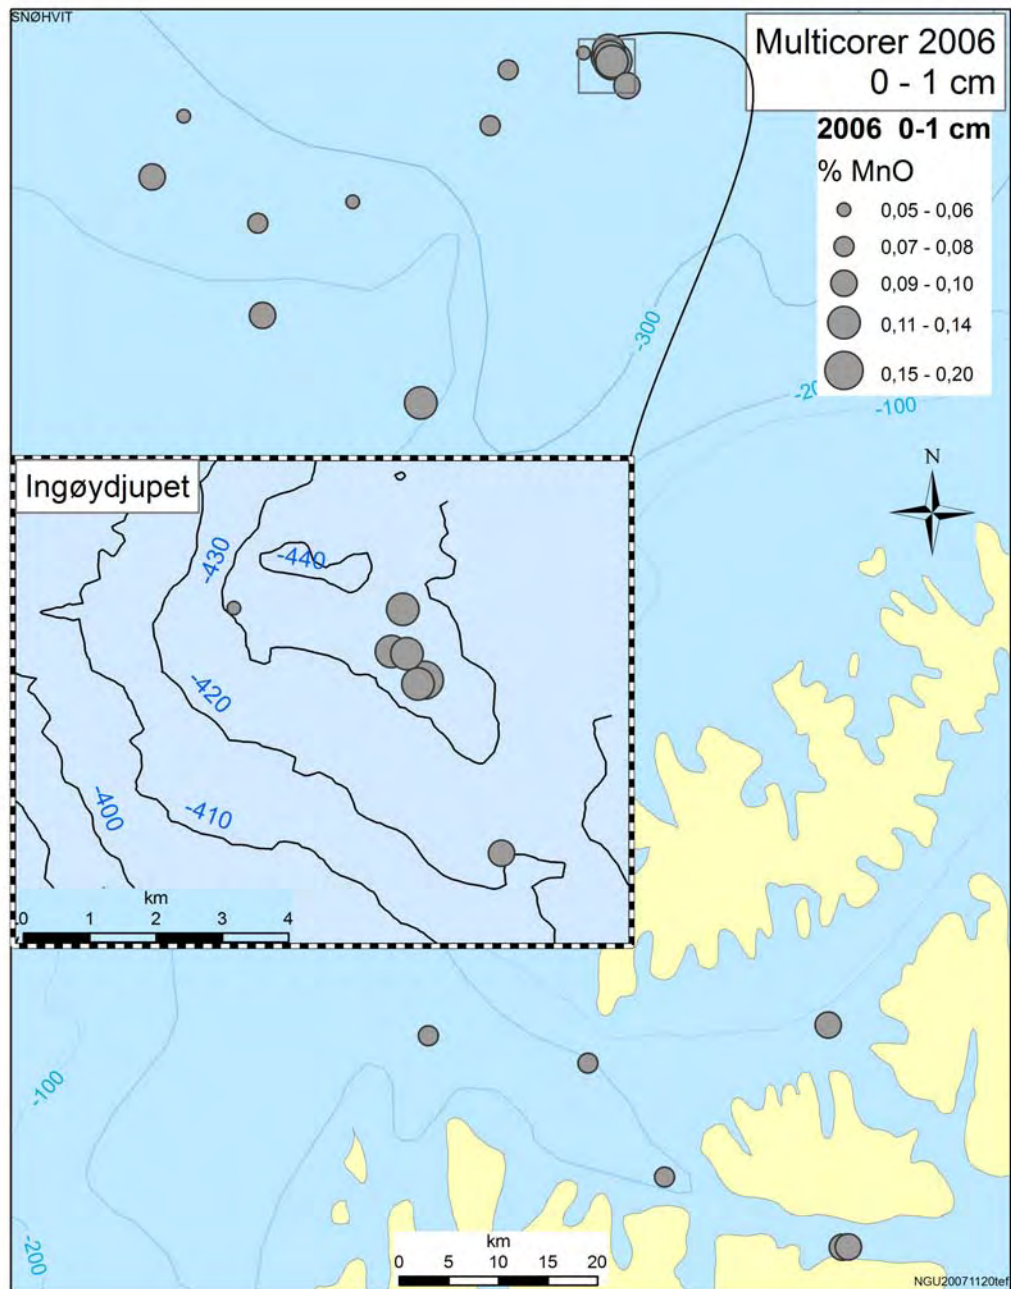 SNØHVIT
Multicorer 2006
0 - 1 cm
2006 0-1 cm
% MnO
0,05 - 0,06
0,07 - 0,08
0,09 - 0,10
0,11 - 0,14
0,15 - 0,20
-300
-100
N
Ingøydjupet
-430
-440
-420
-400
-410
km
0 1 2 3 4
-100
-200
km
0 5 10 15 20
NGU20071120tef